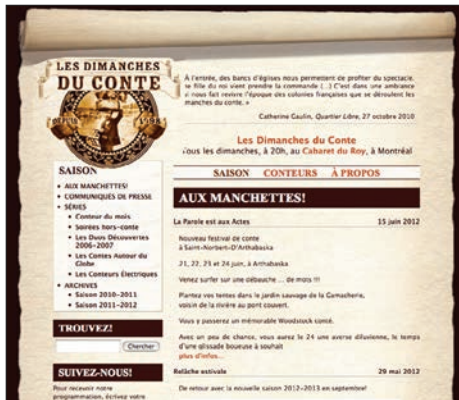 LES DIMANCHES
DU CONTE
DEPUIS
À l'entrée, des bancs d'églises nous permettent de profiter du spectacle.
le fille du roi vient prendre la commande (...) C'est dans une ambiance
i nous fait revivre l'époque des colonies françaises que se déroulent les
manches du conte. »
Catherine Caulin, Quartier Libre, 27 octobre 2010
Les Dimanches du Conte
ous les dimanches, à 20h, au Cabaret du Roy, à Montréal
SAISON CONTEURS À PROPOS
SAISON
• AUX MANCHETTES!
• COMMUNIQUÉS DE PRESSE
• SÉRIES
• Conteur du mois
• Soirées hors-conte
• Les Duos Découvertes
2006-2007
• Les Contes Autour du
Globe
• Les Conteurs Électriques
• ARCHIVES
• Saison 2010-2011
• Saison 2011-2012
TROUVEZ!
Chercher
SUIVEZ-NOUS!
Pour recevoir notre
programmation, écrivez votre
AUX MANCHETTES!
La Parole est aux Actes 15 juin 2012
Nouveau festival de conte
à Saint-Norbert-D'Arthabaska
21, 22, 23 et 24 juin, à Arthabaska.
Venez surfer sur une débauche ... de mots !!!
Plantez vos tentes dans le jardin sauvage de la Gamacherie,
voisin de la rivière au pont couvert.
Vous y passerez un mémorable Woodstock conté.
Avec un peu de chance, vous aurez le 24 une averse diluvienne, le temps
d'une glissade boueuse à souhait
plus d'infos...
Relâche estivale 29 mai 2012
De retour avec la nouvelle saison 2012-2013 en septembre!